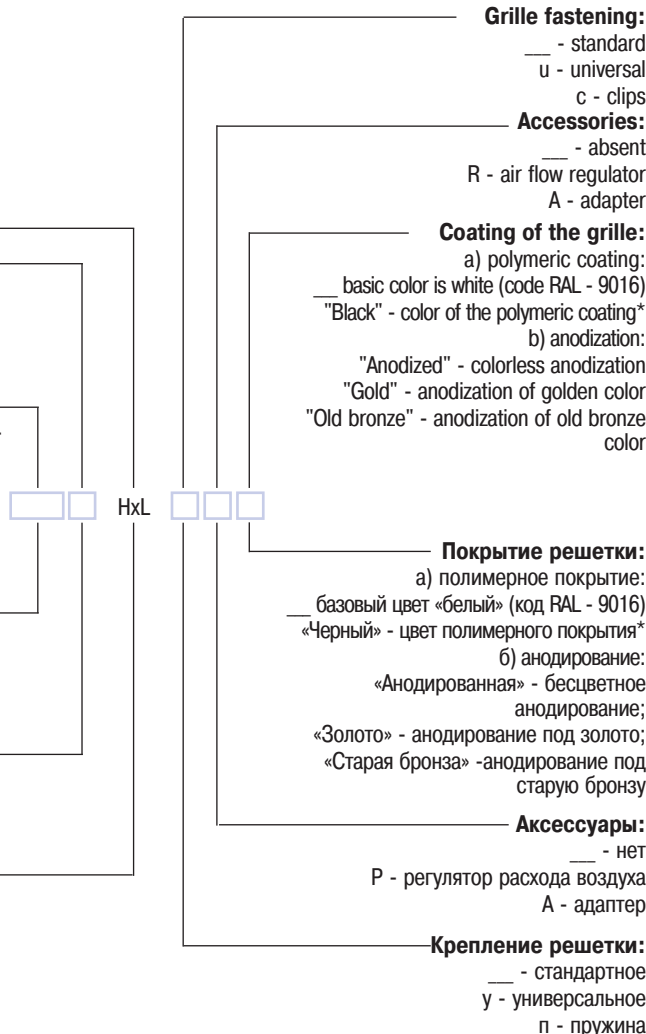 Grille fastening:
___ - standard
u - universal
c - clips
Accessories:
___ - absent
R - air flow regulator
A - adapter
Coating of the grille:
a) polymeric coating:
__ basic color is white (code RAL - 9016)
"Black" - color of the polymeric coating*
b) anodization:
"Anodized" - colorless anodization
"Gold" - anodization of golden color
"Old bronze" - anodization of old bronze
color
HxL
Покрытие решетки:
а) полимерное покрытие:
__ базовый цвет «белый» (код RAL - 9016)
«Черный» - цвет полимерного покрытия*
б) анодирование:
«Анодированная» - бесцветное
анодирование;
«Золото» - анодирование под золото;
«Старая бронза» -анодирование под
старую бронзу
Аксессуары:
___ - нет
Р - регулятор расхода воздуха
А - адаптер
Крепление решетки:
___ - стандартное
у - универсальное
п - пружина